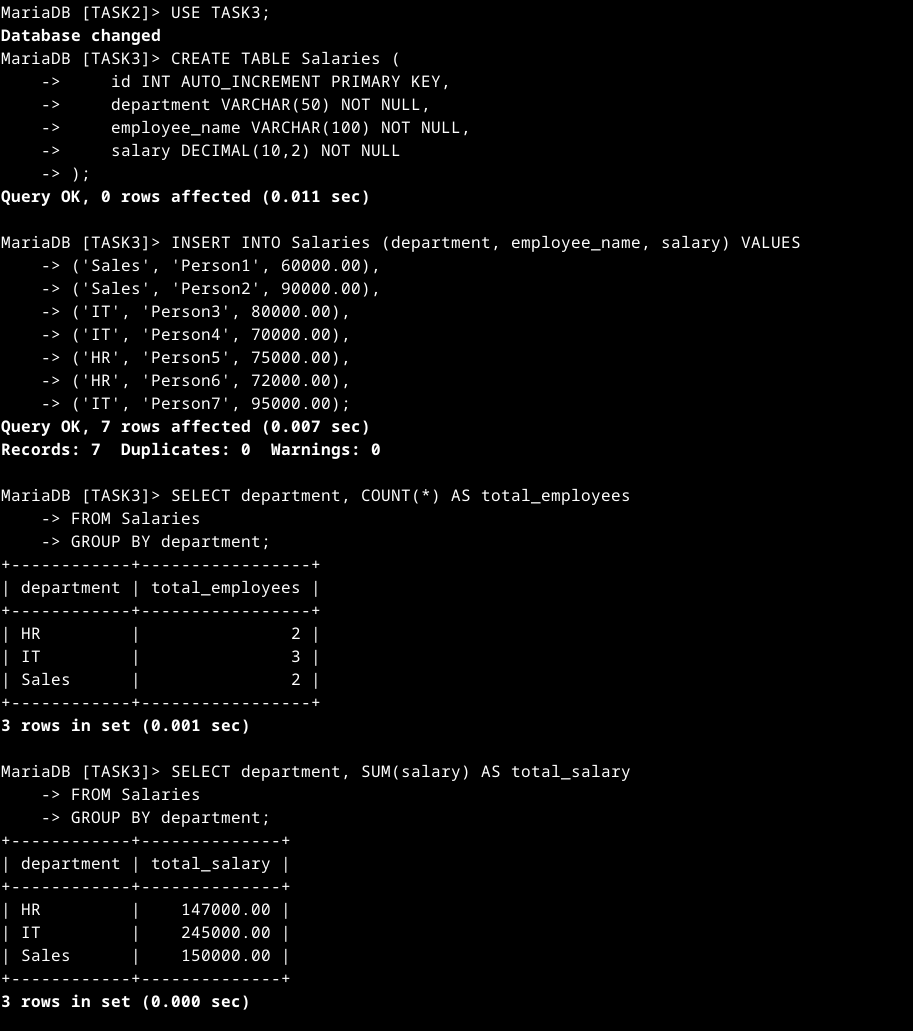 MariaDB [TASK2]> USE TASK3;
Database changed
MariaDB [TASK3]> CREATE TABLE Salaries (
    ->     id INT AUTO_INCREMENT PRIMARY KEY,
    ->     department VARCHAR(50) NOT NULL,
    ->     employee_name VARCHAR(100) NOT NULL,
    ->     salary DECIMAL(10,2) NOT NULL
    -> );
Query OK, 0 rows affected (0.011 sec)

MariaDB [TASK3]> INSERT INTO Salaries (department, employee_name, salary) VALUES
    -> ('Sales', 'Person1', 60000.00),
    -> ('Sales', 'Person2', 90000.00),
    -> ('IT', 'Person3', 80000.00),
    -> ('IT', 'Person4', 70000.00),
    -> ('HR', 'Person5', 75000.00),
    -> ('HR', 'Person6', 72000.00),
    -> ('IT', 'Person7', 95000.00);
Query OK, 7 rows affected (0.007 sec)
Records: 7  Duplicates: 0  Warnings: 0

MariaDB [TASK3]> SELECT department, COUNT(*) AS total_employees
    -> FROM Salaries
    -> GROUP BY department;
+------------+-----------------+
| department | total_employees |
+------------+-----------------+
| HR         |               2 |
| IT         |               3 |
| Sales      |               2 |
+------------+-----------------+
3 rows in set (0.001 sec)

MariaDB [TASK3]> SELECT department, SUM(salary) AS total_salary
    -> FROM Salaries
    -> GROUP BY department;
+------------+--------------+
| department | total_salary |
+------------+--------------+
| HR         |    147000.00 |
| IT         |    245000.00 |
| Sales      |    150000.00 |
+------------+--------------+
3 rows in set (0.000 sec)